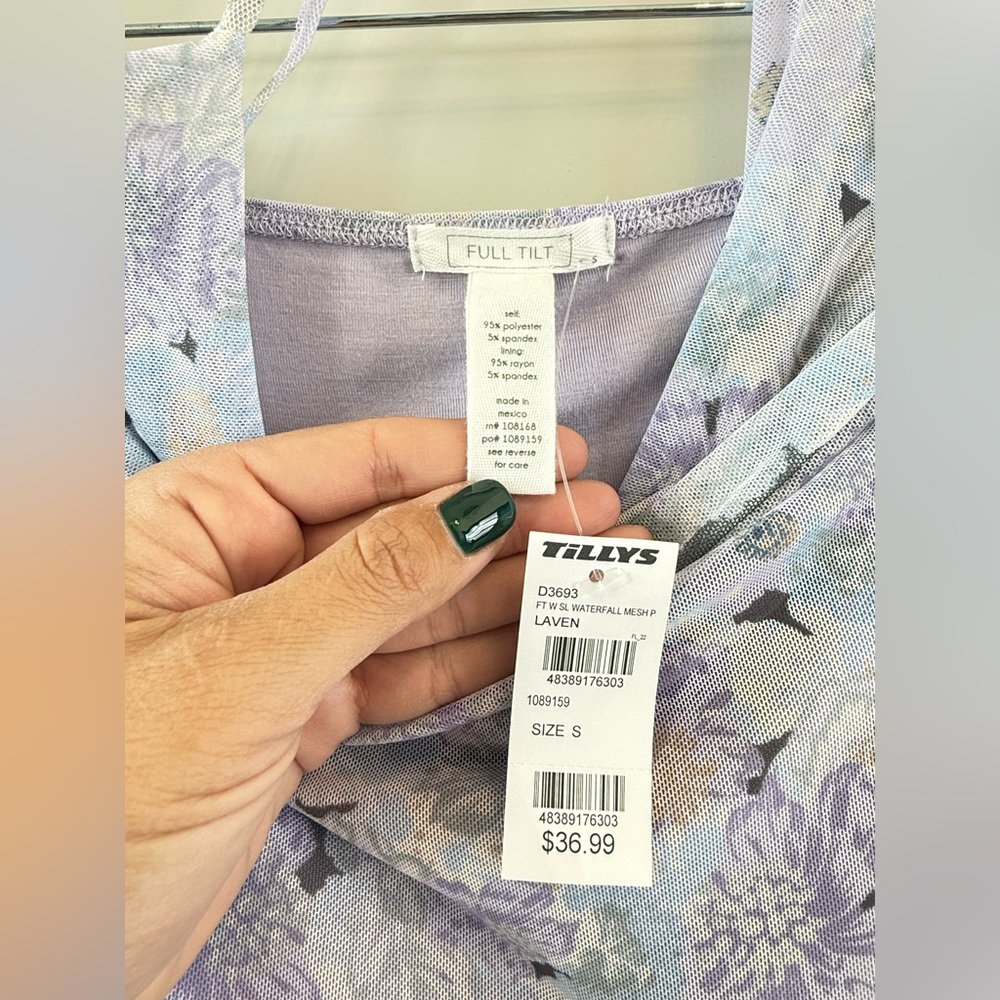 FULL TILT
S
self:
95% polyester
5% spandex
lining:
95% rayon
5% spandex
made in
mexico
rn# 108168
po# 1089159
see reverse
for care
TILLYS
D3693
FT W SL WATERFALL MESH P
LAVEN
FL_22
48389176303
1089159
SIZE S
48389176303
$36.99